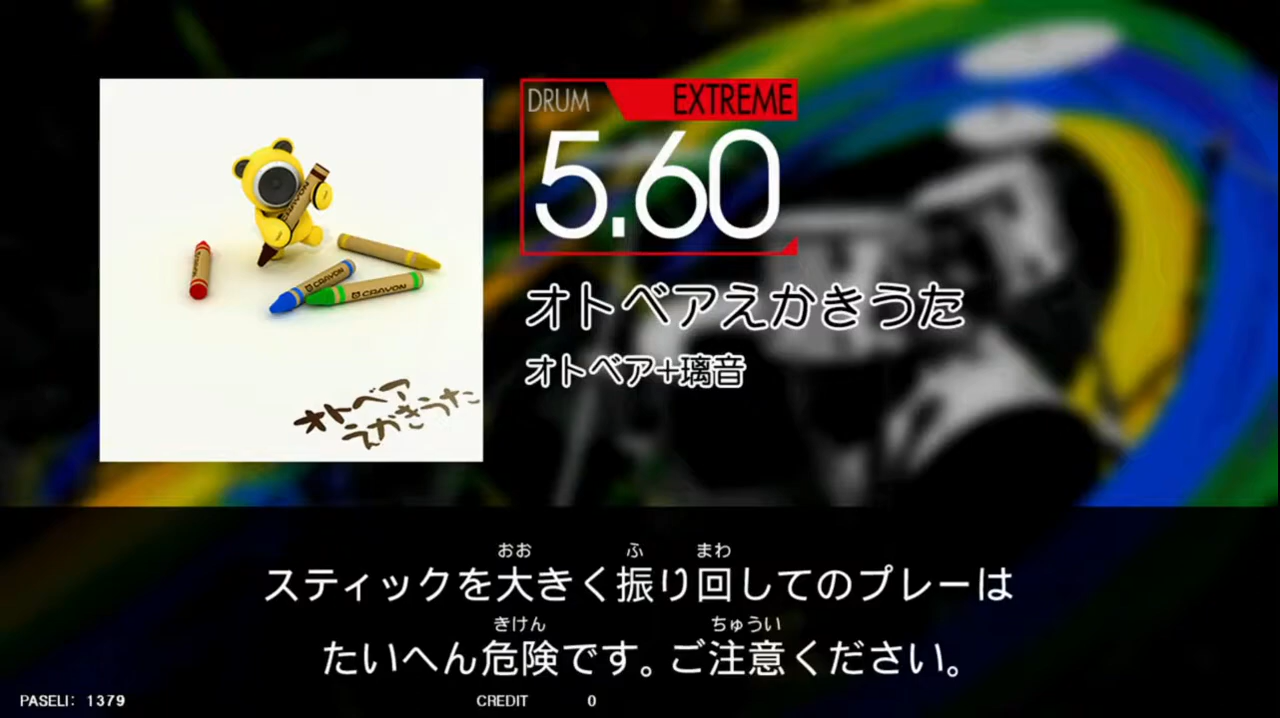 DRUM EXTREME
5.60
オトベアえかきうた
オトベア+璃音
CRAYON
CRAYON
CRAYON
オトベア
えかきうた
スティックを大きく振り回してのプレーは
おお ふ まわ
たいへん危険です。ご注意ください。
きけん ちゅうい
PASELI: 1379
CREDIT 0